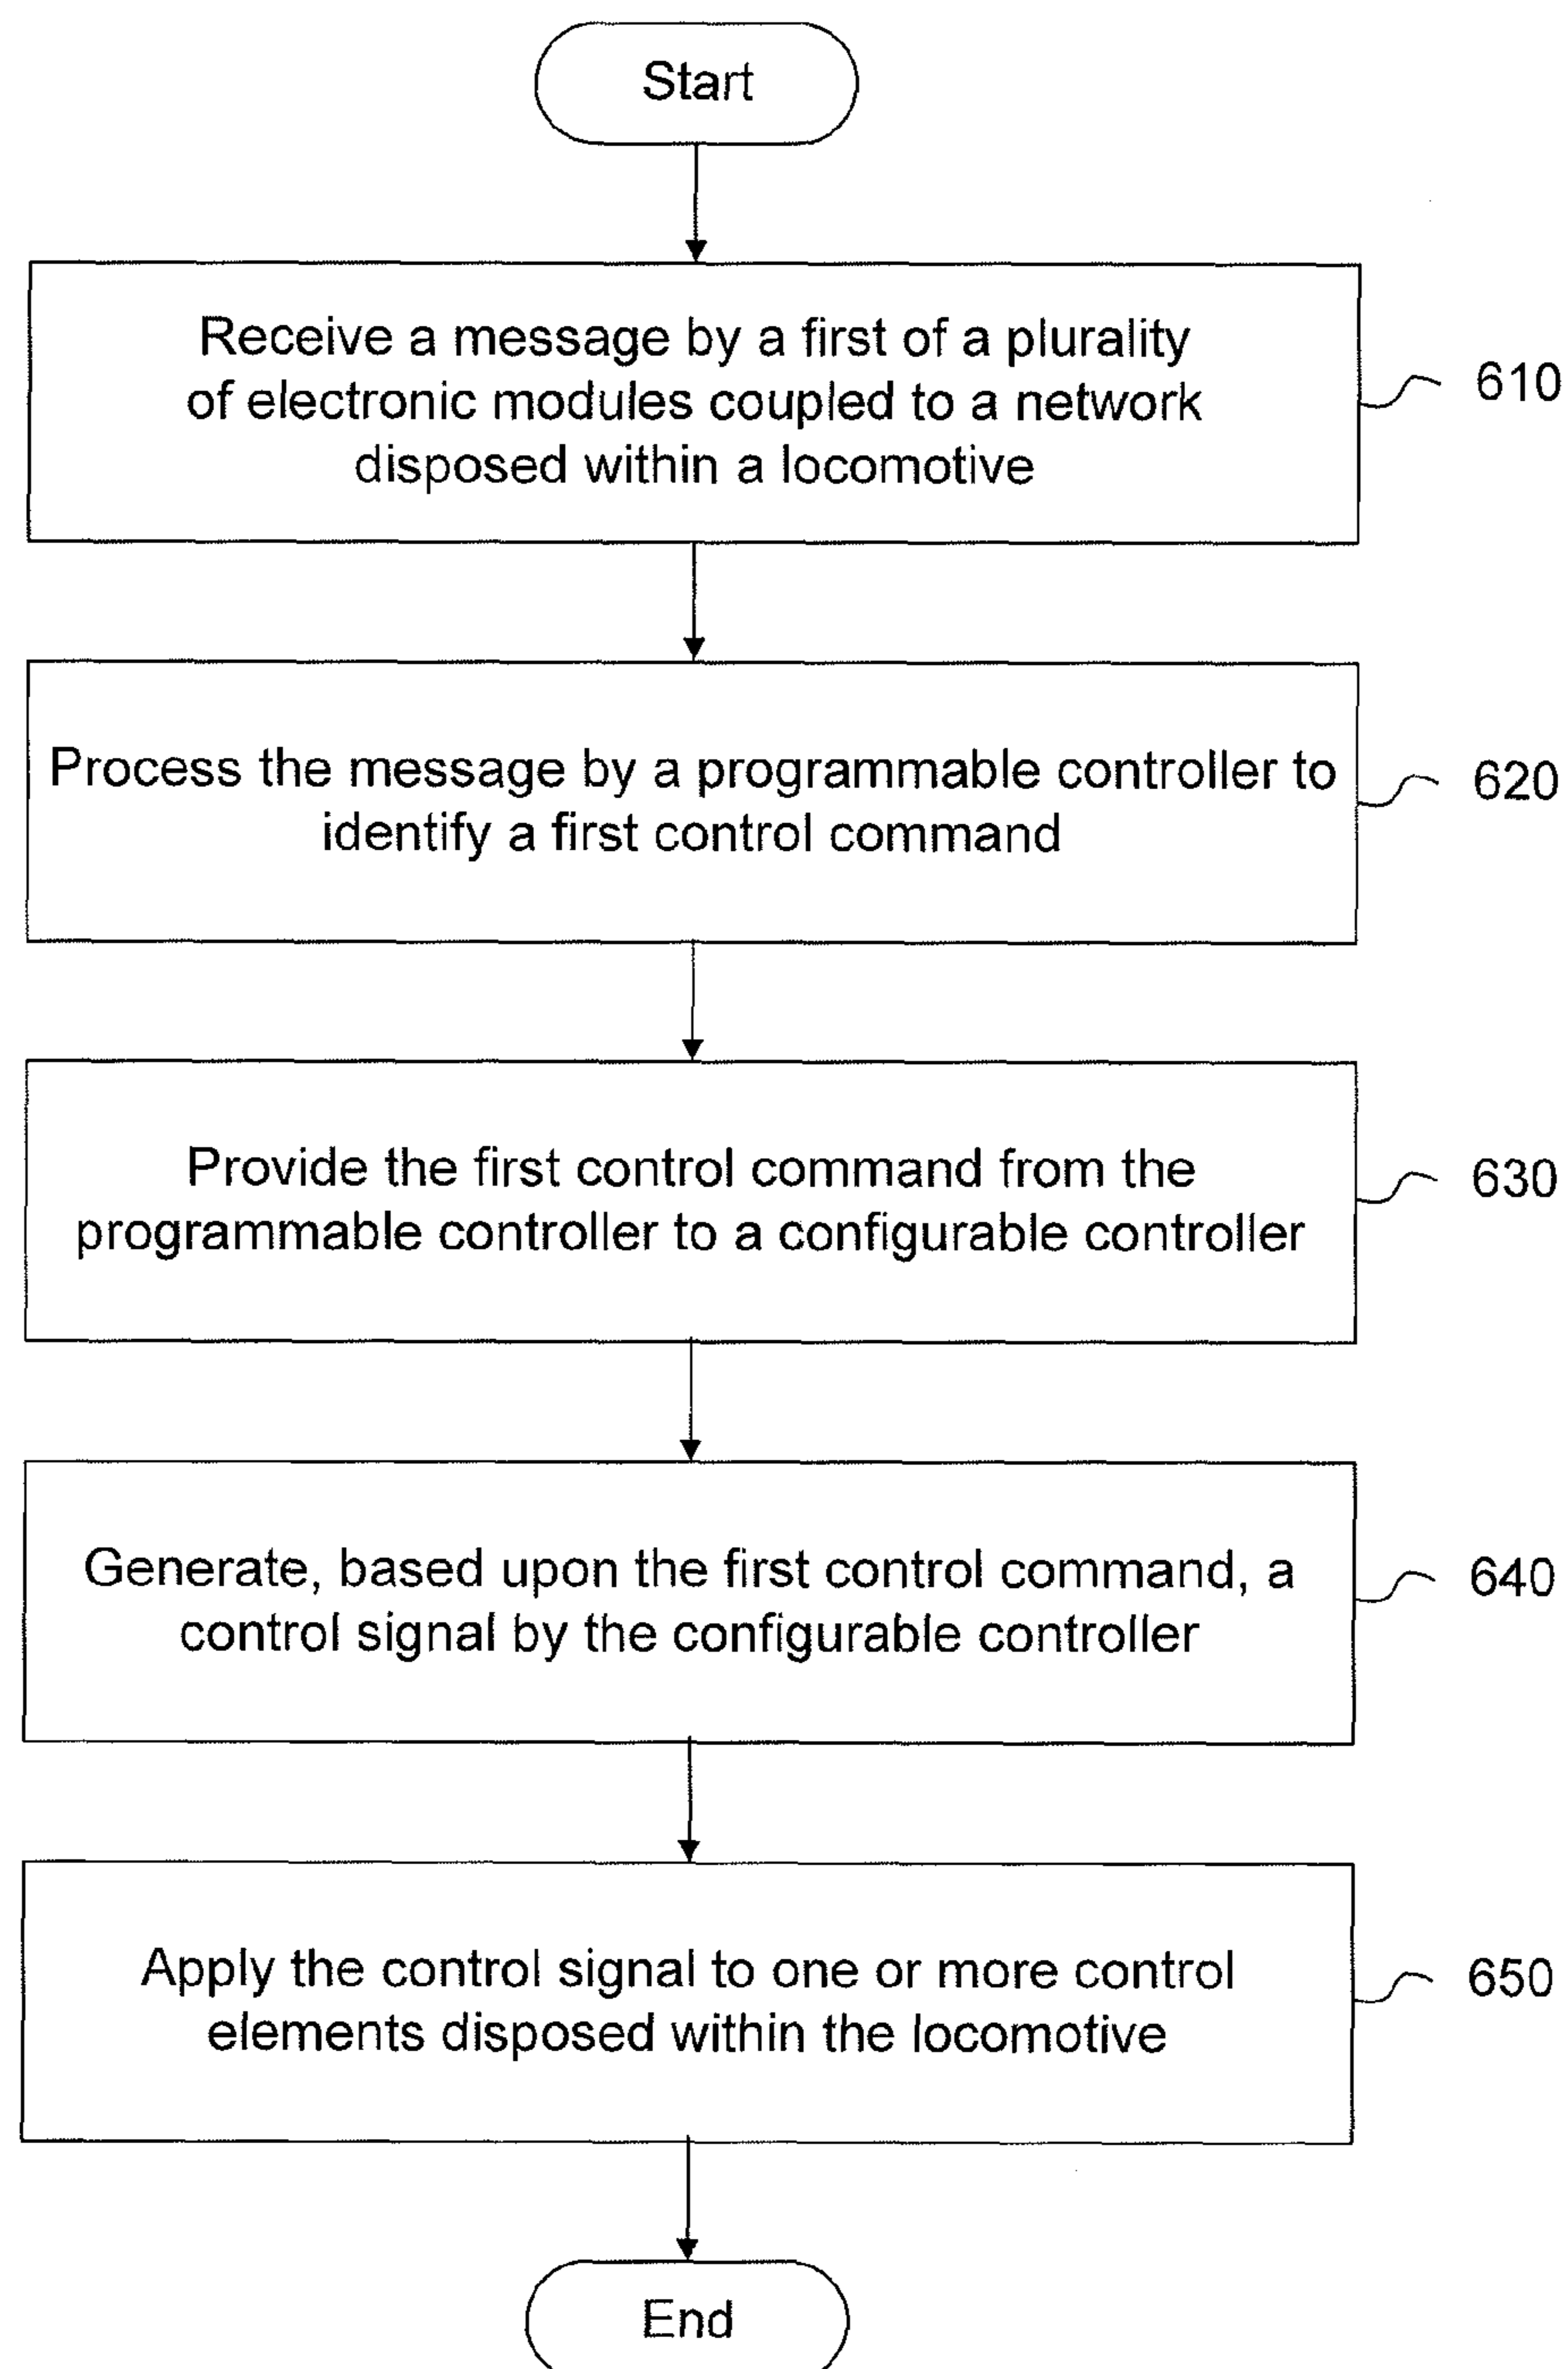 Start
Receive a message by a first of a plurality
of electronic modules coupled to a network
disposed within a locomotive
610
Process the message by a programmable controller to
identify a first control command
620
Provide the first control command from the
programmable controller to a configurable controller
630
Generate, based upon the first control command, a
control signal by the configurable controller
640
Apply the control signal to one or more control
elements disposed within the locomotive
650
End